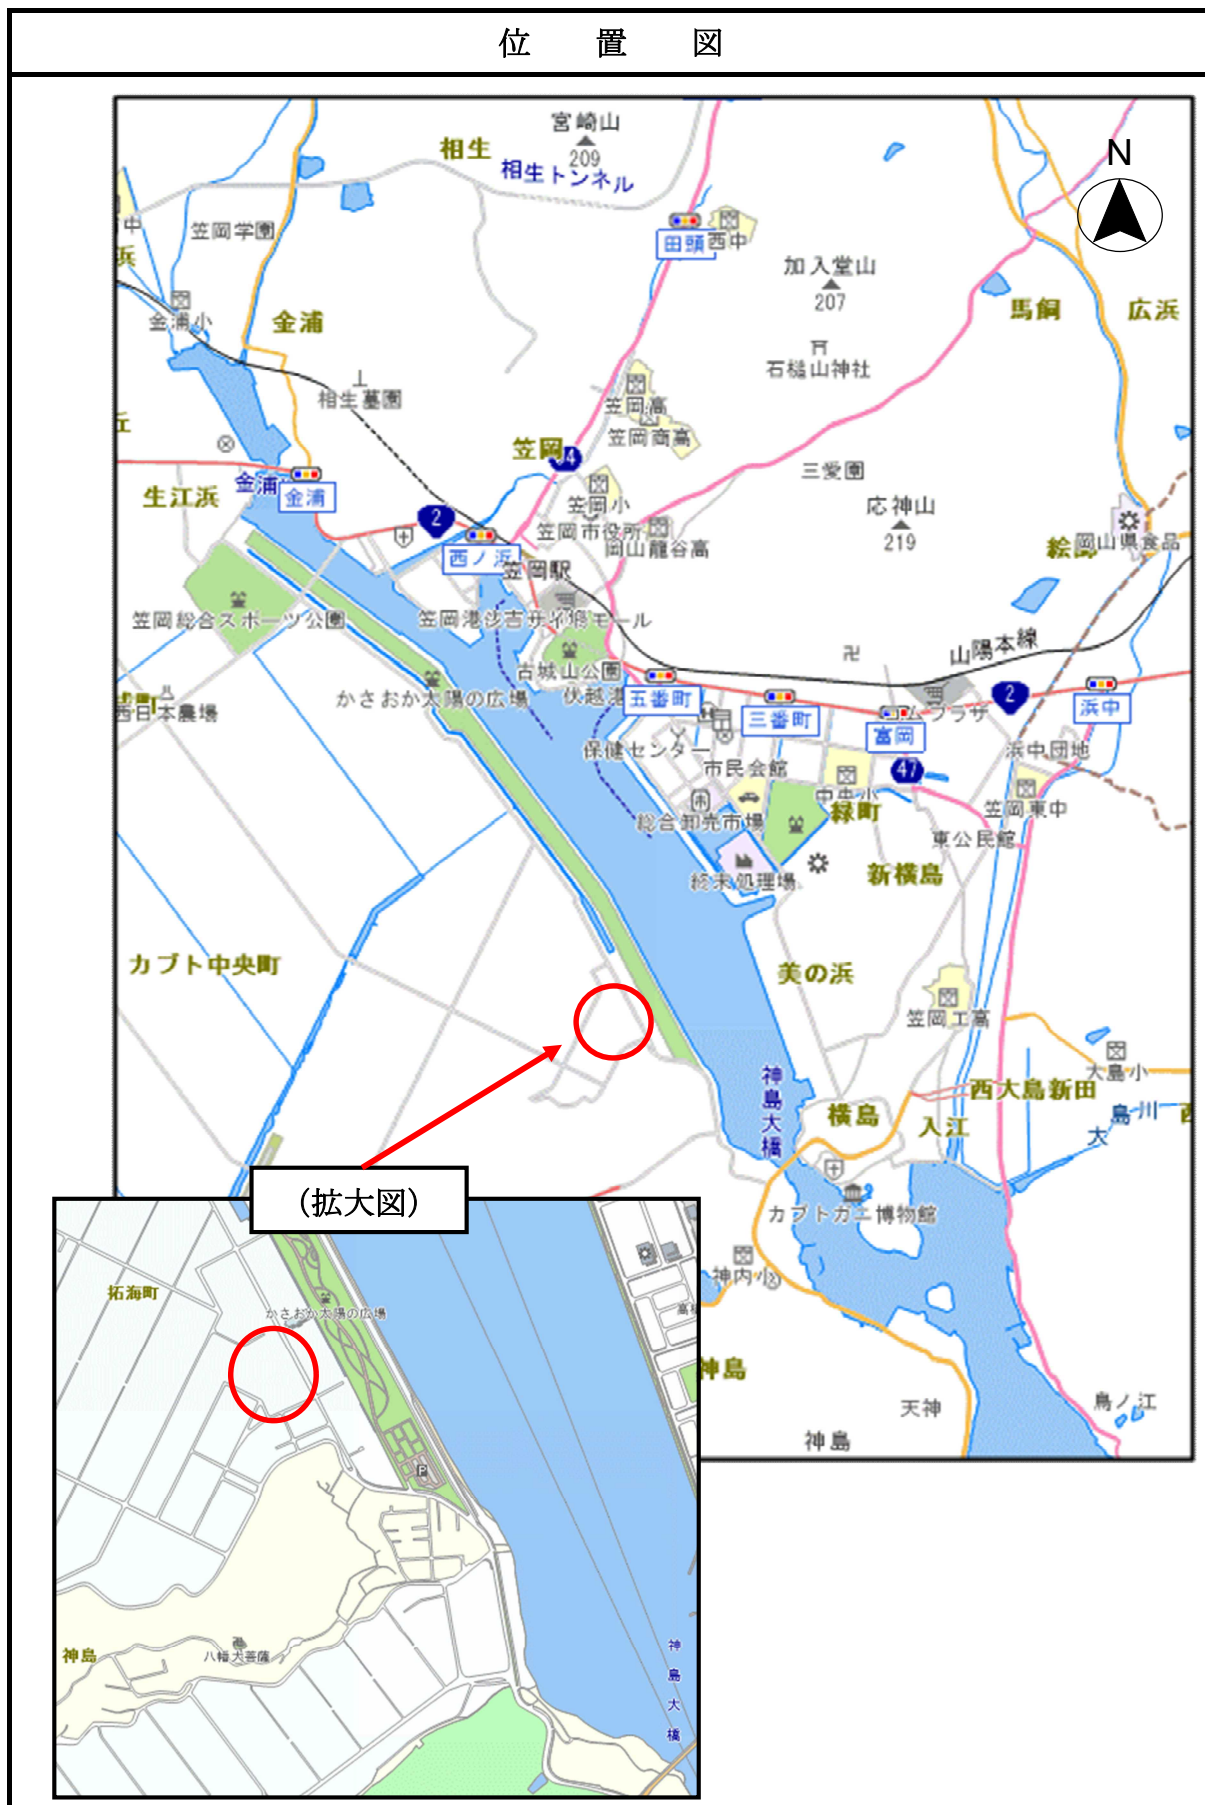 位　置　図
宮崎山
209
相生
相生トンネル
N
田頭
西中
中
笠岡学園
浜
加入堂山
207
馬飼
広浜
金浦小
金浦
石槌山神社
相生墓園
笠岡高
笠岡商高
丘
笠岡
三愛園
生江浜
金浦
金浦
笠岡小
応神山
219
2
笠岡市役所
岡山龍谷高
岡山県食品
西ノ浜
笠岡駅
笠岡総合スポーツ公園
古城山公園
山陽本線
かさおか太陽の広場
西日本農場
五番町
三番町
富岡
2
浜中
保健センター
市民会館
浜中団地
47
中央小
緑町
笠岡東中
総合卸売市場
東公民館
終末処理場
新横島
カブト中央町
美の浜
笠岡工高
大島小
神島大橋
横島
西大島新田
入江
大島川
(拡大図)
カブトガニ博物館
神内小
神島
天神
鳥ノ江
神島
拓海町
かさおか太陽の広場
P
神島
八幡大菩薩
神島大橋